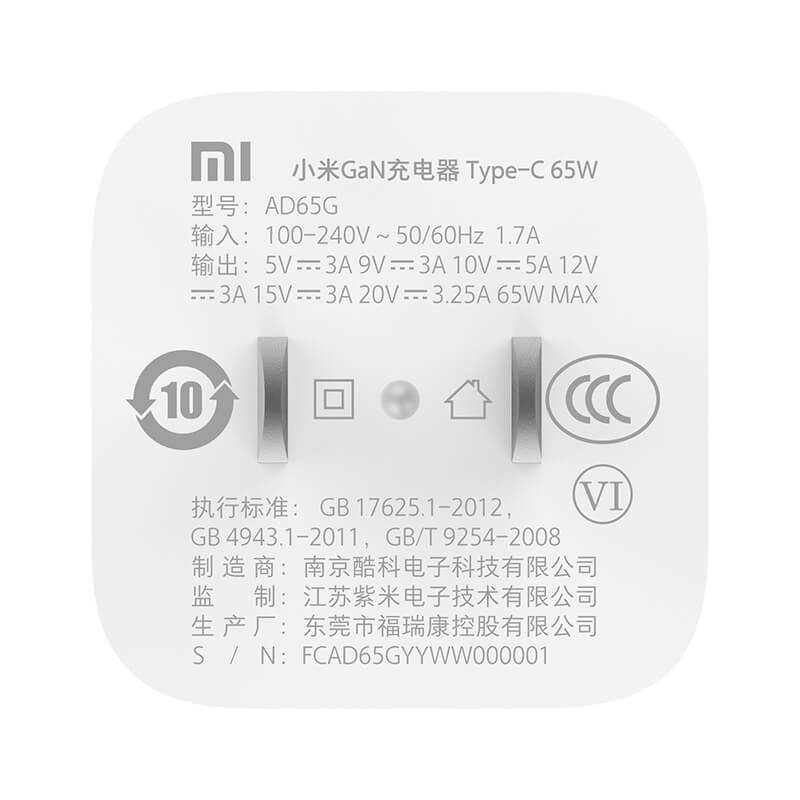 mi 小米GaN充电器 Type-C 65W
型号：AD65G
输入：100-240V ~ 50/60Hz 1.7A
输出：5V⎓3A 9V⎓3A 10V⎓5A 12V
⎓3A 15V⎓3A 20V⎓3.25A 65W MAX
10
CCC
VI
执行标准：GB 17625.1-2012，
GB 4943.1-2011，GB/T 9254-2008
制造商：南京酷科电子科技有限公司
监制：江苏紫米电子技术有限公司
生产厂：东莞市福瑞康控股有限公司
S / N：FCAD65GYYWW000001